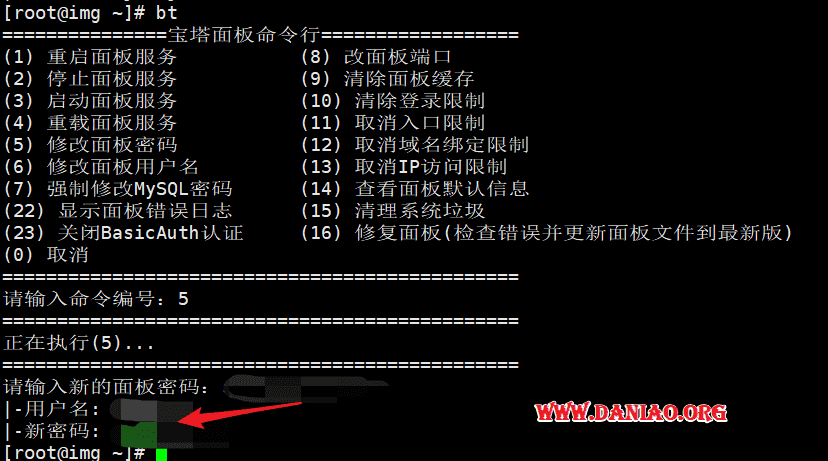 [root@img ~]# bt
===============宝塔面板命令行==================
(1) 重启面板服务 (8) 改面板端口
(2) 停止面板服务 (9) 清除面板缓存
(3) 启动面板服务 (10) 清除登录限制
(4) 重载面板服务 (11) 取消入口限制
(5) 修改面板密码 (12) 取消域名绑定限制
(6) 修改面板用户名 (13) 取消IP访问限制
(7) 强制修改MySQL密码 (14) 查看面板默认信息
(22) 显示面板错误日志 (15) 清理系统垃圾
(23) 关闭BasicAuth认证 (16) 修复面板(检查错误并更新面板文件到最新版)
(0) 取消
===============================================
请输入命令编号：5
===============================================
正在执行(5)...
===============================================
请输入新的面板密码：
|-用户名:
|-新密码:
[root@img ~]#
WWW.DANIAO.ORG